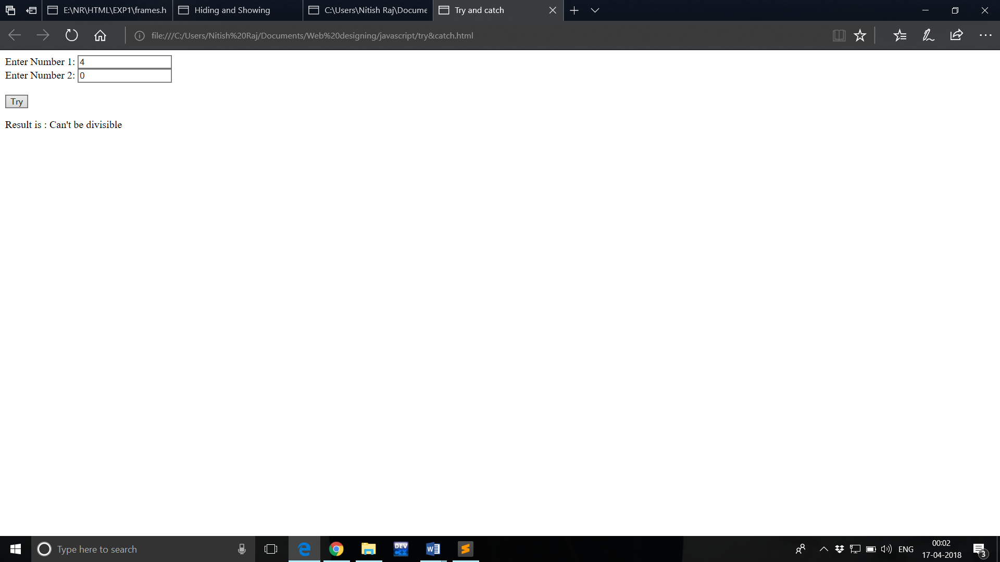 E:\NR\HTML\EXP1\frames.h
Hiding and Showing
C:\Users\Nitish Raj\Docume
Try and catch
file:///C:/Users/Nitish%20Raj/Documents/Web%20designing/javascript/try&catch.html
Enter Number 1: 4
Enter Number 2: 0
Try
Result is : Can't be divisible
Type here to search
DEV C++
W
S
ENG
00:02
17-04-2018
3